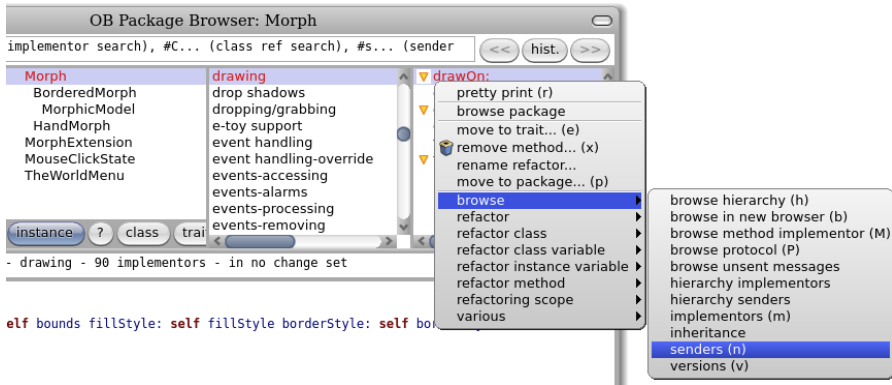 OB Package Browser: Morph
implementor search), #C... (class ref search), #s... (sender
<< hist. >>
Morph
BorderedMorph
MorphicModel
HandMorph
MorphExtension
MouseClickState
TheWorldMenu
drawing
drop shadows
dropping/grabbing
e-toy support
event handling
event handling-override
events-accessing
events-alarms
events-processing
events-removing
drawOn:
instance ? class trai
- drawing - 90 implementors - in no change set
elf bounds fillStyle: self fillStyle borderStyle: self bor
pretty print (r)
browse package
move to trait... (e)
remove method... (x)
rename refactor...
move to package... (p)
browse
refactor
refactor class
refactor class variable
refactor instance variable
refactor method
refactoring scope
various
browse hierarchy (h)
browse in new browser (b)
browse method implementor (M)
browse protocol (P)
browse unsent messages
hierarchy implementors
hierarchy senders
implementors (m)
inheritance
senders (n)
versions (v)